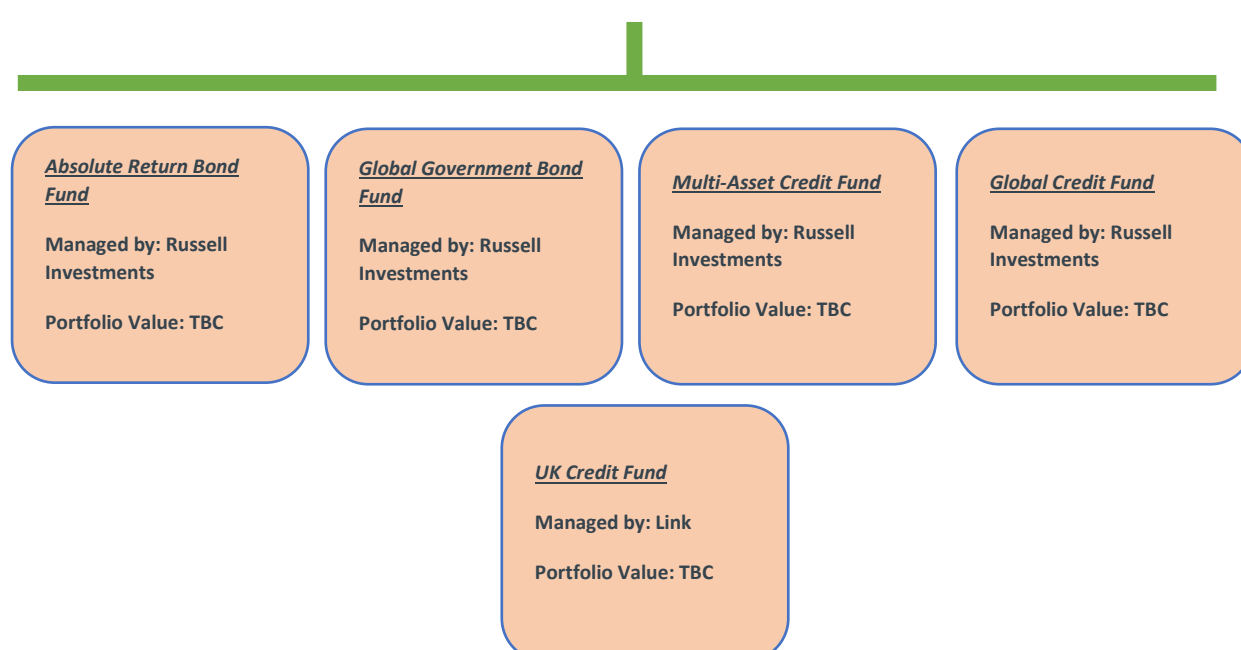 Absolute Return Bond
Fund
Managed by: Russell
Investments
Portfolio Value: TBC
Global Government Bond
Fund
Managed by: Russell
Investments
Portfolio Value: TBC
Multi-Asset Credit Fund
Managed by: Russell
Investments
Portfolio Value: TBC
Global Credit Fund
Managed by: Russell
Investments
Portfolio Value: TBC
UK Credit Fund
Managed by: Link
Portfolio Value: TBC